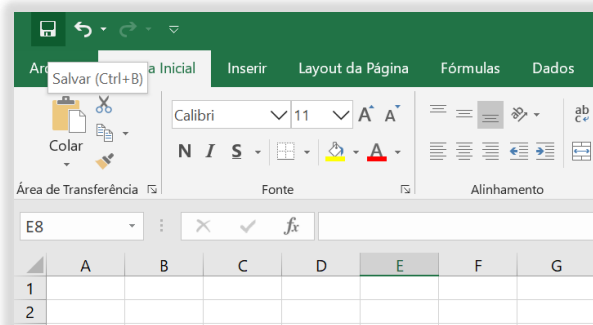 Ar
Salvar (Ctrl+B)
a Inicial Inserir Layout da Página Fórmulas Dados
Calibri 11 A A
ab
c
Colar
N I S A
Área de Transferência Fonte Alinhamento
E8 fx
A B C D E F G
1
2